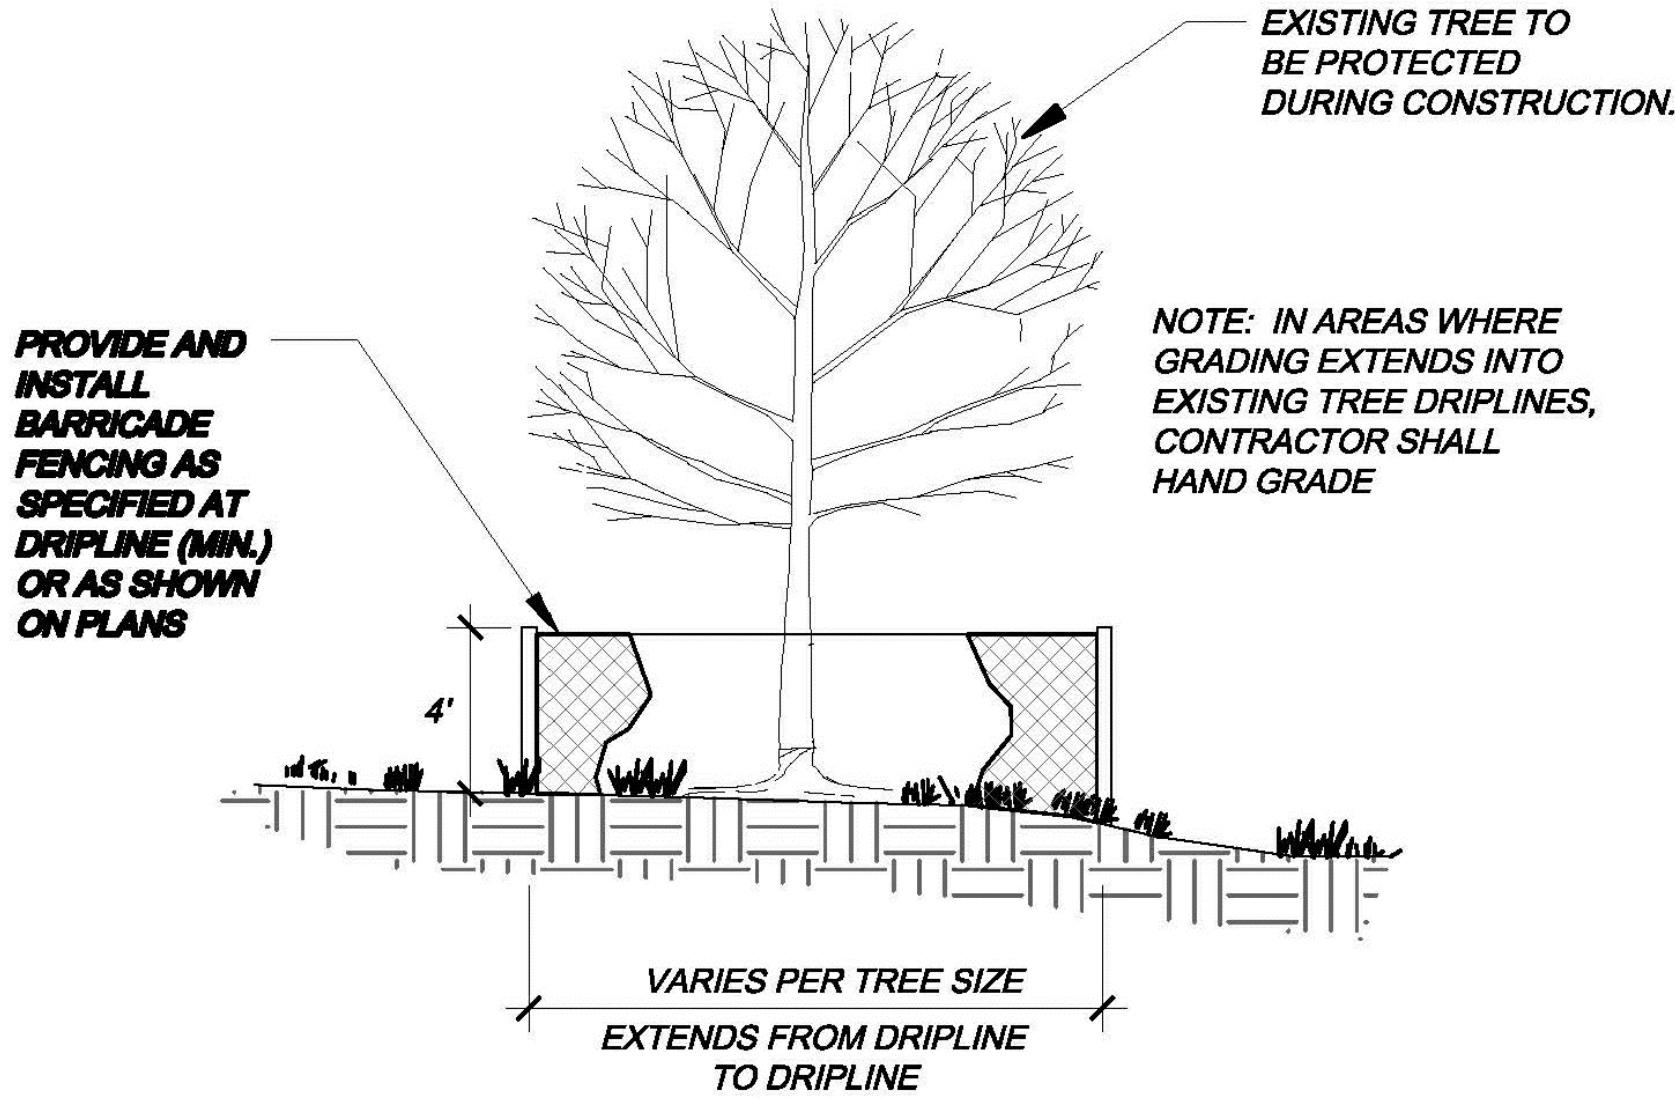 EXISTING TREE TO
BE PROTECTED
DURING CONSTRUCTION.
NOTE: IN AREAS WHERE
GRADING EXTENDS INTO
EXISTING TREE DRIPLINES,
CONTRACTOR SHALL
HAND GRADE
PROVIDE AND
INSTALL
BARRICADE
FENCING AS
SPECIFIED AT
DRIPLINE (MIN.)
OR AS SHOWN
ON PLANS
4'
VARIES PER TREE SIZE
EXTENDS FROM DRIPLINE
TO DRIPLINE